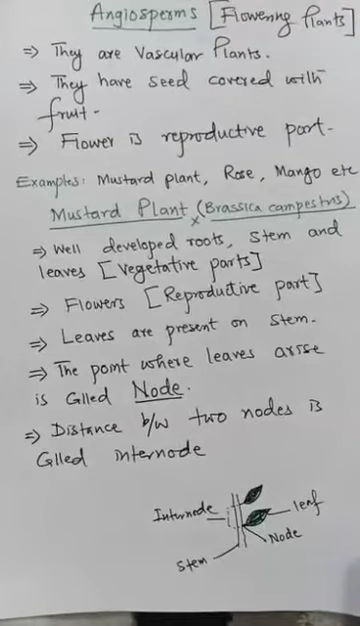 Angiosperms [Flowering Plants]
⇒ They are Vascular Plants.
⇒ They have seed covered with
fruit.
⇒ Flower is reproductive part.
Examples: Mustard plant, Rose, Mango etc
Mustard Plant (Brassica campestris)
⇒ Well developed roots, stem and
leaves [Vegetative parts]
⇒ Flowers [Reproductive part]
⇒ Leaves are present on stem.
⇒ The point where leaves arise
is Called Node.
⇒ Distance b/w two nodes is
Called internode
Internode
leaf
Node
Stem